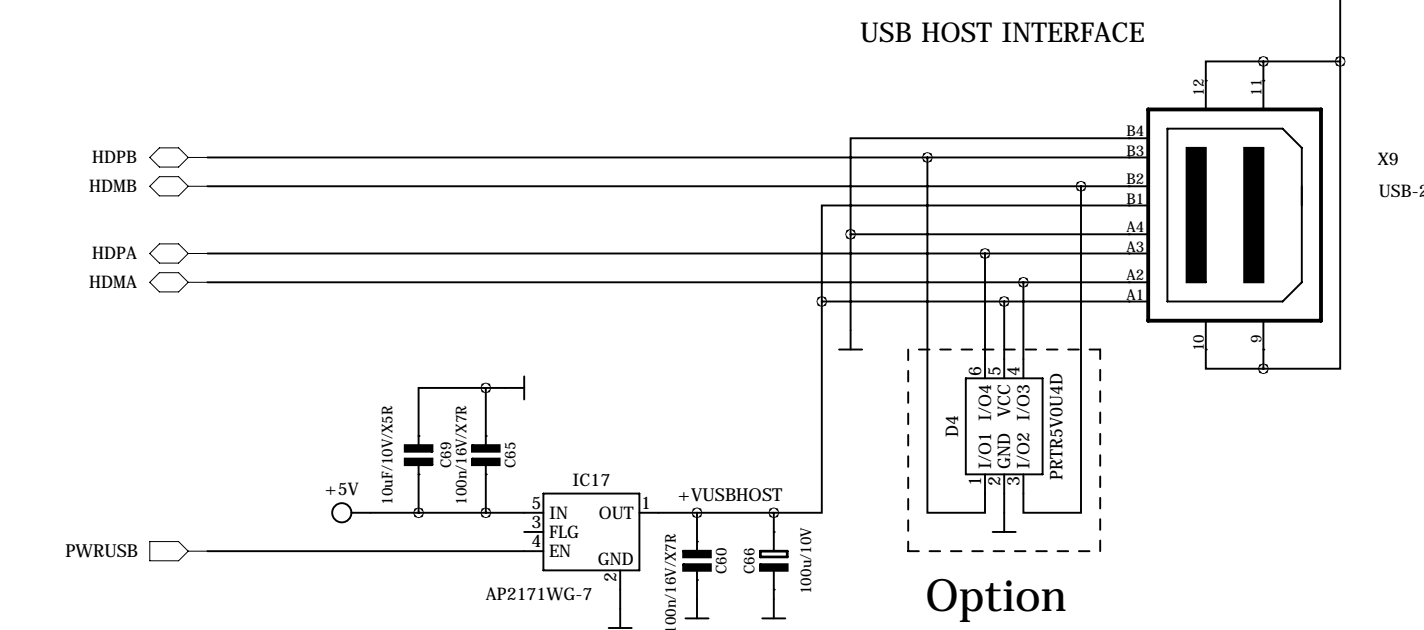 USB HOST INTERFACE
12
11
HDPB
B4
B3
X9
HDMB
B2
B1
USB-2
A4
HDPA
A3
HDMA
A2
A1
10
9
6
5
4
I/O4
VCC
I/O3
D4
PRTR5V0U4D
I/O1
GND
I/O2
1
2
3
10uF/10V/X5R
C69
100n/16V/X7R
C65
+5V
IC17
5
IN
OUT
1
+VUSBHOST
3
FLG
PWRUSB
4
EN
GND
2
AP2171WG-7
100n/16V/X7R
C60
C66
100u/10V
Option